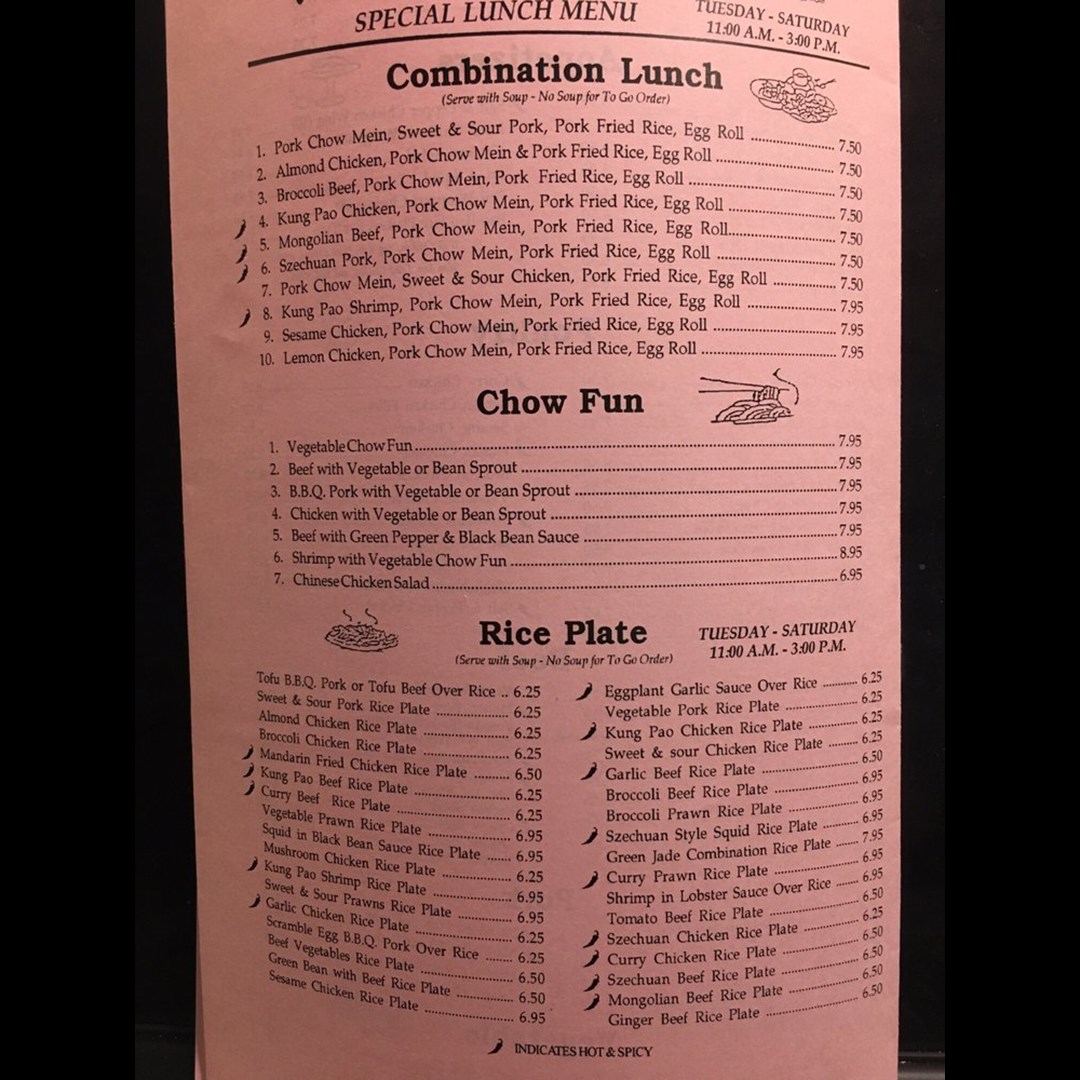 SPECIAL LUNCH MENU
TUESDAY - SATURDAY
11:00 A.M. - 3:00 P.M.
Combination Lunch
(Serve with Soup - No Soup for To Go Order)
1. Pork Chow Mein, Sweet & Sour Pork, Pork Fried Rice, Egg Roll ........ 7.50
2. Almond Chicken, Pork Chow Mein & Pork Fried Rice, Egg Roll ........ 7.50
3. Broccoli Beef, Pork Chow Mein, Pork Fried Rice, Egg Roll ........ 7.50
4. Kung Pao Chicken, Pork Chow Mein, Pork Fried Rice, Egg Roll ........ 7.50
5. Mongolian Beef, Pork Chow Mein, Pork Fried Rice, Egg Roll ........ 7.50
6. Szechuan Pork, Pork Chow Mein, Pork Fried Rice, Egg Roll ........ 7.50
7. Pork Chow Mein, Sweet & Sour Chicken, Pork Fried Rice, Egg Roll ........ 7.50
8. Kung Pao Shrimp, Pork Chow Mein, Pork Fried Rice, Egg Roll ........ 7.95
9. Sesame Chicken, Pork Chow Mein, Pork Fried Rice, Egg Roll ........ 7.95
10. Lemon Chicken, Pork Chow Mein, Pork Fried Rice, Egg Roll ........ 7.95
Chow Fun
1. Vegetable Chow Fun ........ 7.95
2. Beef with Vegetable or Bean Sprout ........ 7.95
3. B.B.Q. Pork with Vegetable or Bean Sprout ........ 7.95
4. Chicken with Vegetable or Bean Sprout ........ 7.95
5. Beef with Green Pepper & Black Bean Sauce ........ 7.95
6. Shrimp with Vegetable Chow Fun ........ 8.95
7. Chinese Chicken Salad ........ 6.95
Rice Plate
(Serve with Soup - No Soup for To Go Order)
TUESDAY - SATURDAY
11:00 A.M. - 3:00 P.M.
Tofu B.B.Q. Pork or Tofu Beef Over Rice .. 6.25
Sweet & Sour Pork Rice Plate ........ 6.25
Almond Chicken Rice Plate ........ 6.25
Broccoli Chicken Rice Plate ........ 6.25
Mandarin Fried Chicken Rice Plate ........ 6.50
Kung Pao Beef Rice Plate ........ 6.25
Curry Beef Rice Plate ........ 6.25
Vegetable Prawn Rice Plate ........ 6.95
Squid in Black Bean Sauce Rice Plate ........ 6.95
Mushroom Chicken Rice Plate ........ 6.25
Kung Pao Shrimp Rice Plate ........ 6.95
Sweet & Sour Prawns Rice Plate ........ 6.95
Garlic Chicken Rice Plate ........ 6.25
Scramble Egg B.B.Q. Pork Over Rice ........ 6.25
Beef Vegetables Rice Plate ........ 6.50
Green Bean with Beef Rice Plate ........ 6.50
Sesame Chicken Rice Plate ........ 6.95
Eggplant Garlic Sauce Over Rice ........ 6.25
Vegetable Pork Rice Plate ........ 6.25
Kung Pao Chicken Rice Plate ........ 6.25
Sweet & sour Chicken Rice Plate ........ 6.25
Garlic Beef Rice Plate ........ 6.50
Broccoli Beef Rice Plate ........ 6.95
Broccoli Prawn Rice Plate ........ 6.95
Szechuan Style Squid Rice Plate ........ 6.95
Green Jade Combination Rice Plate ........ 7.95
Curry Prawn Rice Plate ........ 6.95
Shrimp in Lobster Sauce Over Rice ........ 6.95
Tomato Beef Rice Plate ........ 6.50
Szechuan Chicken Rice Plate ........ 6.25
Curry Chicken Rice Plate ........ 6.50
Szechuan Beef Rice Plate ........ 6.50
Mongolian Beef Rice Plate ........ 6.50
Ginger Beef Rice Plate ........ 6.50
INDICATES HOT & SPICY